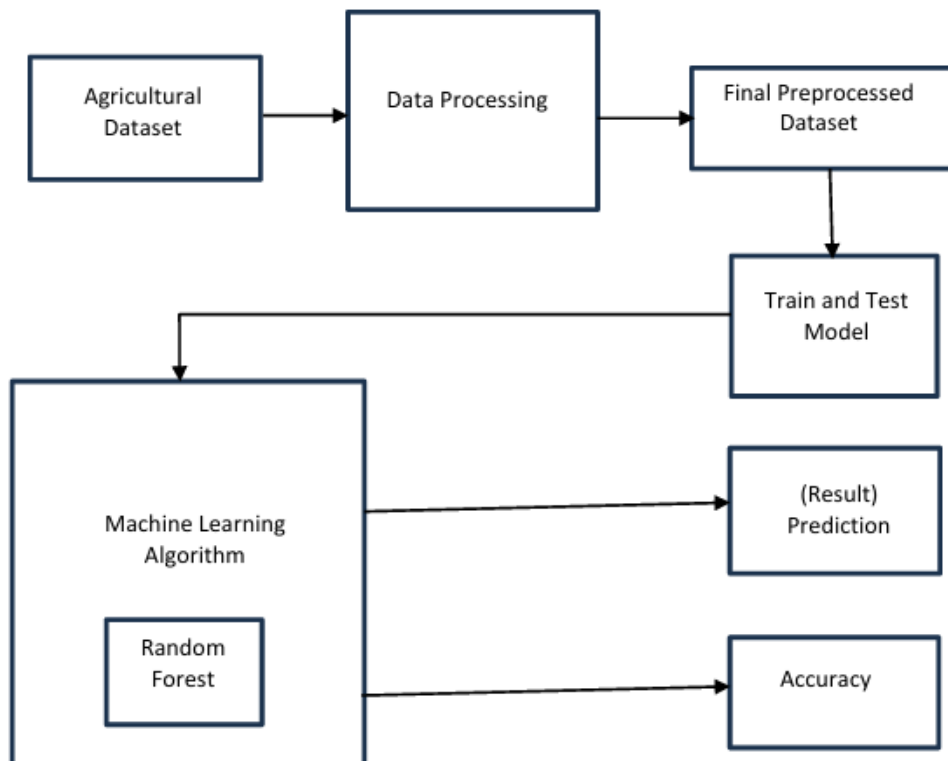 Agricultural
Dataset
Data Processing
Final Preprocessed
Dataset
Train and Test
Model
Machine Learning
Algorithm
Random
Forest
(Result)
Prediction
Accuracy